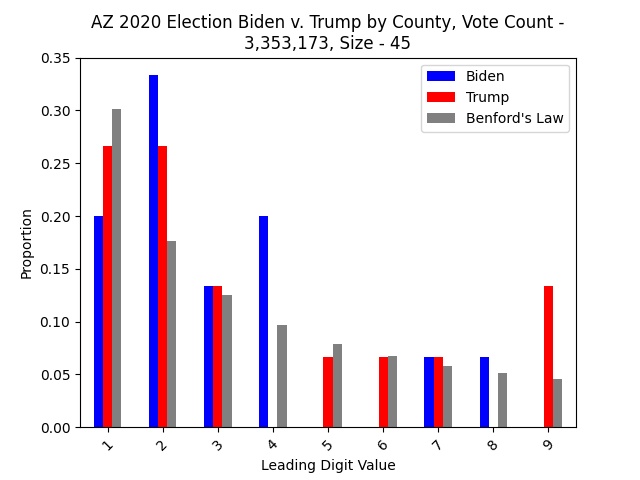 AZ 2020 Election Biden v. Trump by County, Vote Count -
3,353,173, Size - 45
Biden
Trump
Benford's Law
Proportion
0.35
0.30
0.25
0.20
0.15
0.10
0.05
0.00
1 2 3 4 5 6 7 8 9
Leading Digit Value